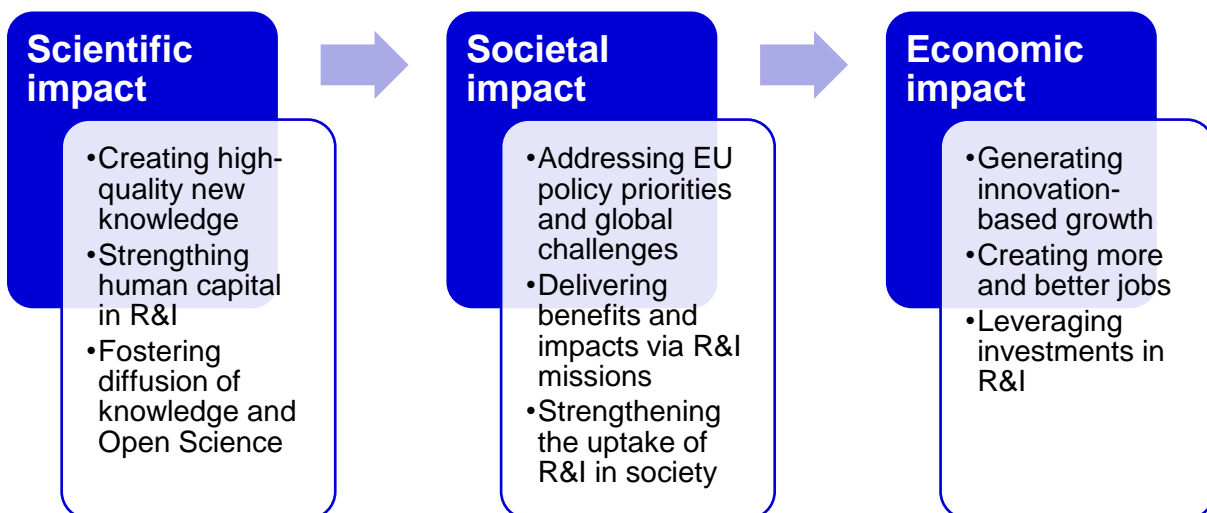 Scientific
impact
•Creating high-
quality new
knowledge
•Strengthing
human capital
in R&I
•Fostering
diffusion of
knowledge and
Open Science
Societal
impact
•Addressing EU
policy priorities
and global
challenges
•Delivering
benefits and
impacts via R&I
missions
•Strengthening
the uptake of
R&I in society
Economic
impact
•Generating
innovation-
based growth
•Creating more
and better jobs
•Leveraging
investments in
R&I